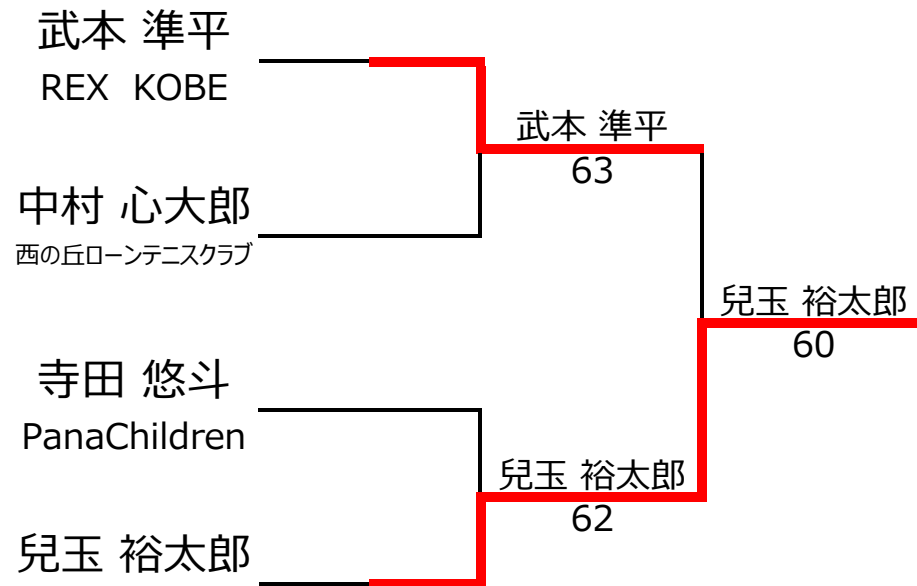 武本 準平
REX KOBE
武本 準平
63
中村 心大郎
西の丘ローンテニスクラブ
兒玉 裕太郎
60
寺田 悠斗
PanaChildren
兒玉 裕太郎
62
兒玉 裕太郎